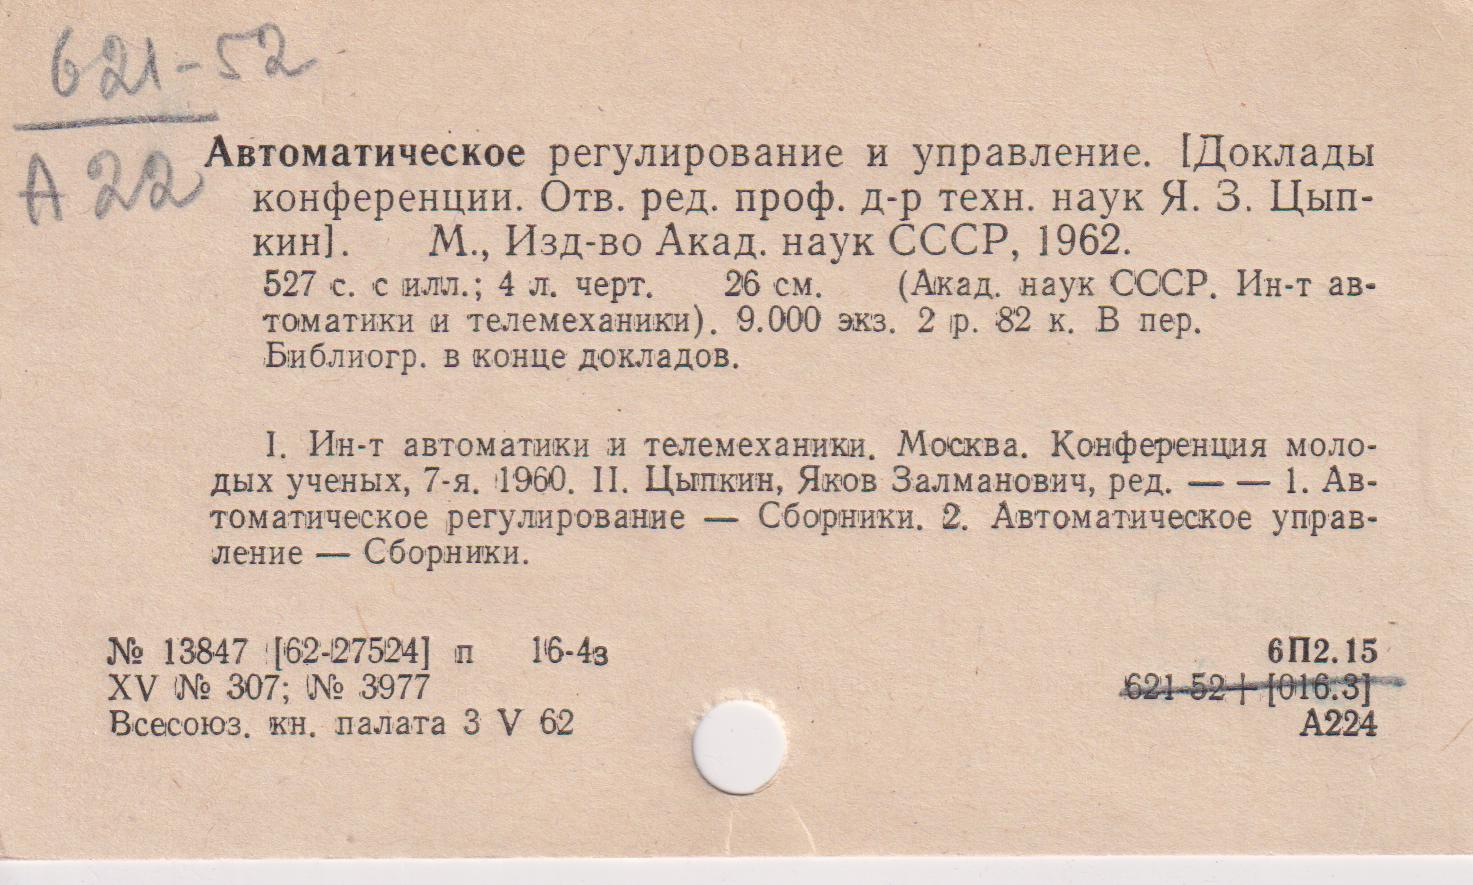 621-52
А22
Автоматическое регулирование и управление. [Доклады
конференции. Отв. ред. проф. д-р техн. наук Я. З. Цып-
кин]. М., Изд-во Акад. наук СССР, 1962.
527 с. с илл.; 4 л. черт. 26 см. (Акад. наук СССР. Ин-т ав-
томатики и телемеханики). 9.000 экз. 2 р. 82 к. В пер.
Библиогр. в конце докладов.
I. Ин-т автоматики и телемеханики. Москва. Конференция моло-
дых ученых, 7-я. 1960. II. Цыпкин, Яков Залманович, ред. — — 1. Ав-
томатическое регулирование — Сборники. 2. Автоматическое управ-
ление — Сборники.
№ 13847 [62-27524] п 16-4з
XV № 307; № 3977
Всесоюз. кн. палата 3 V 62
6П2.15
621-52+[016.3]
А224